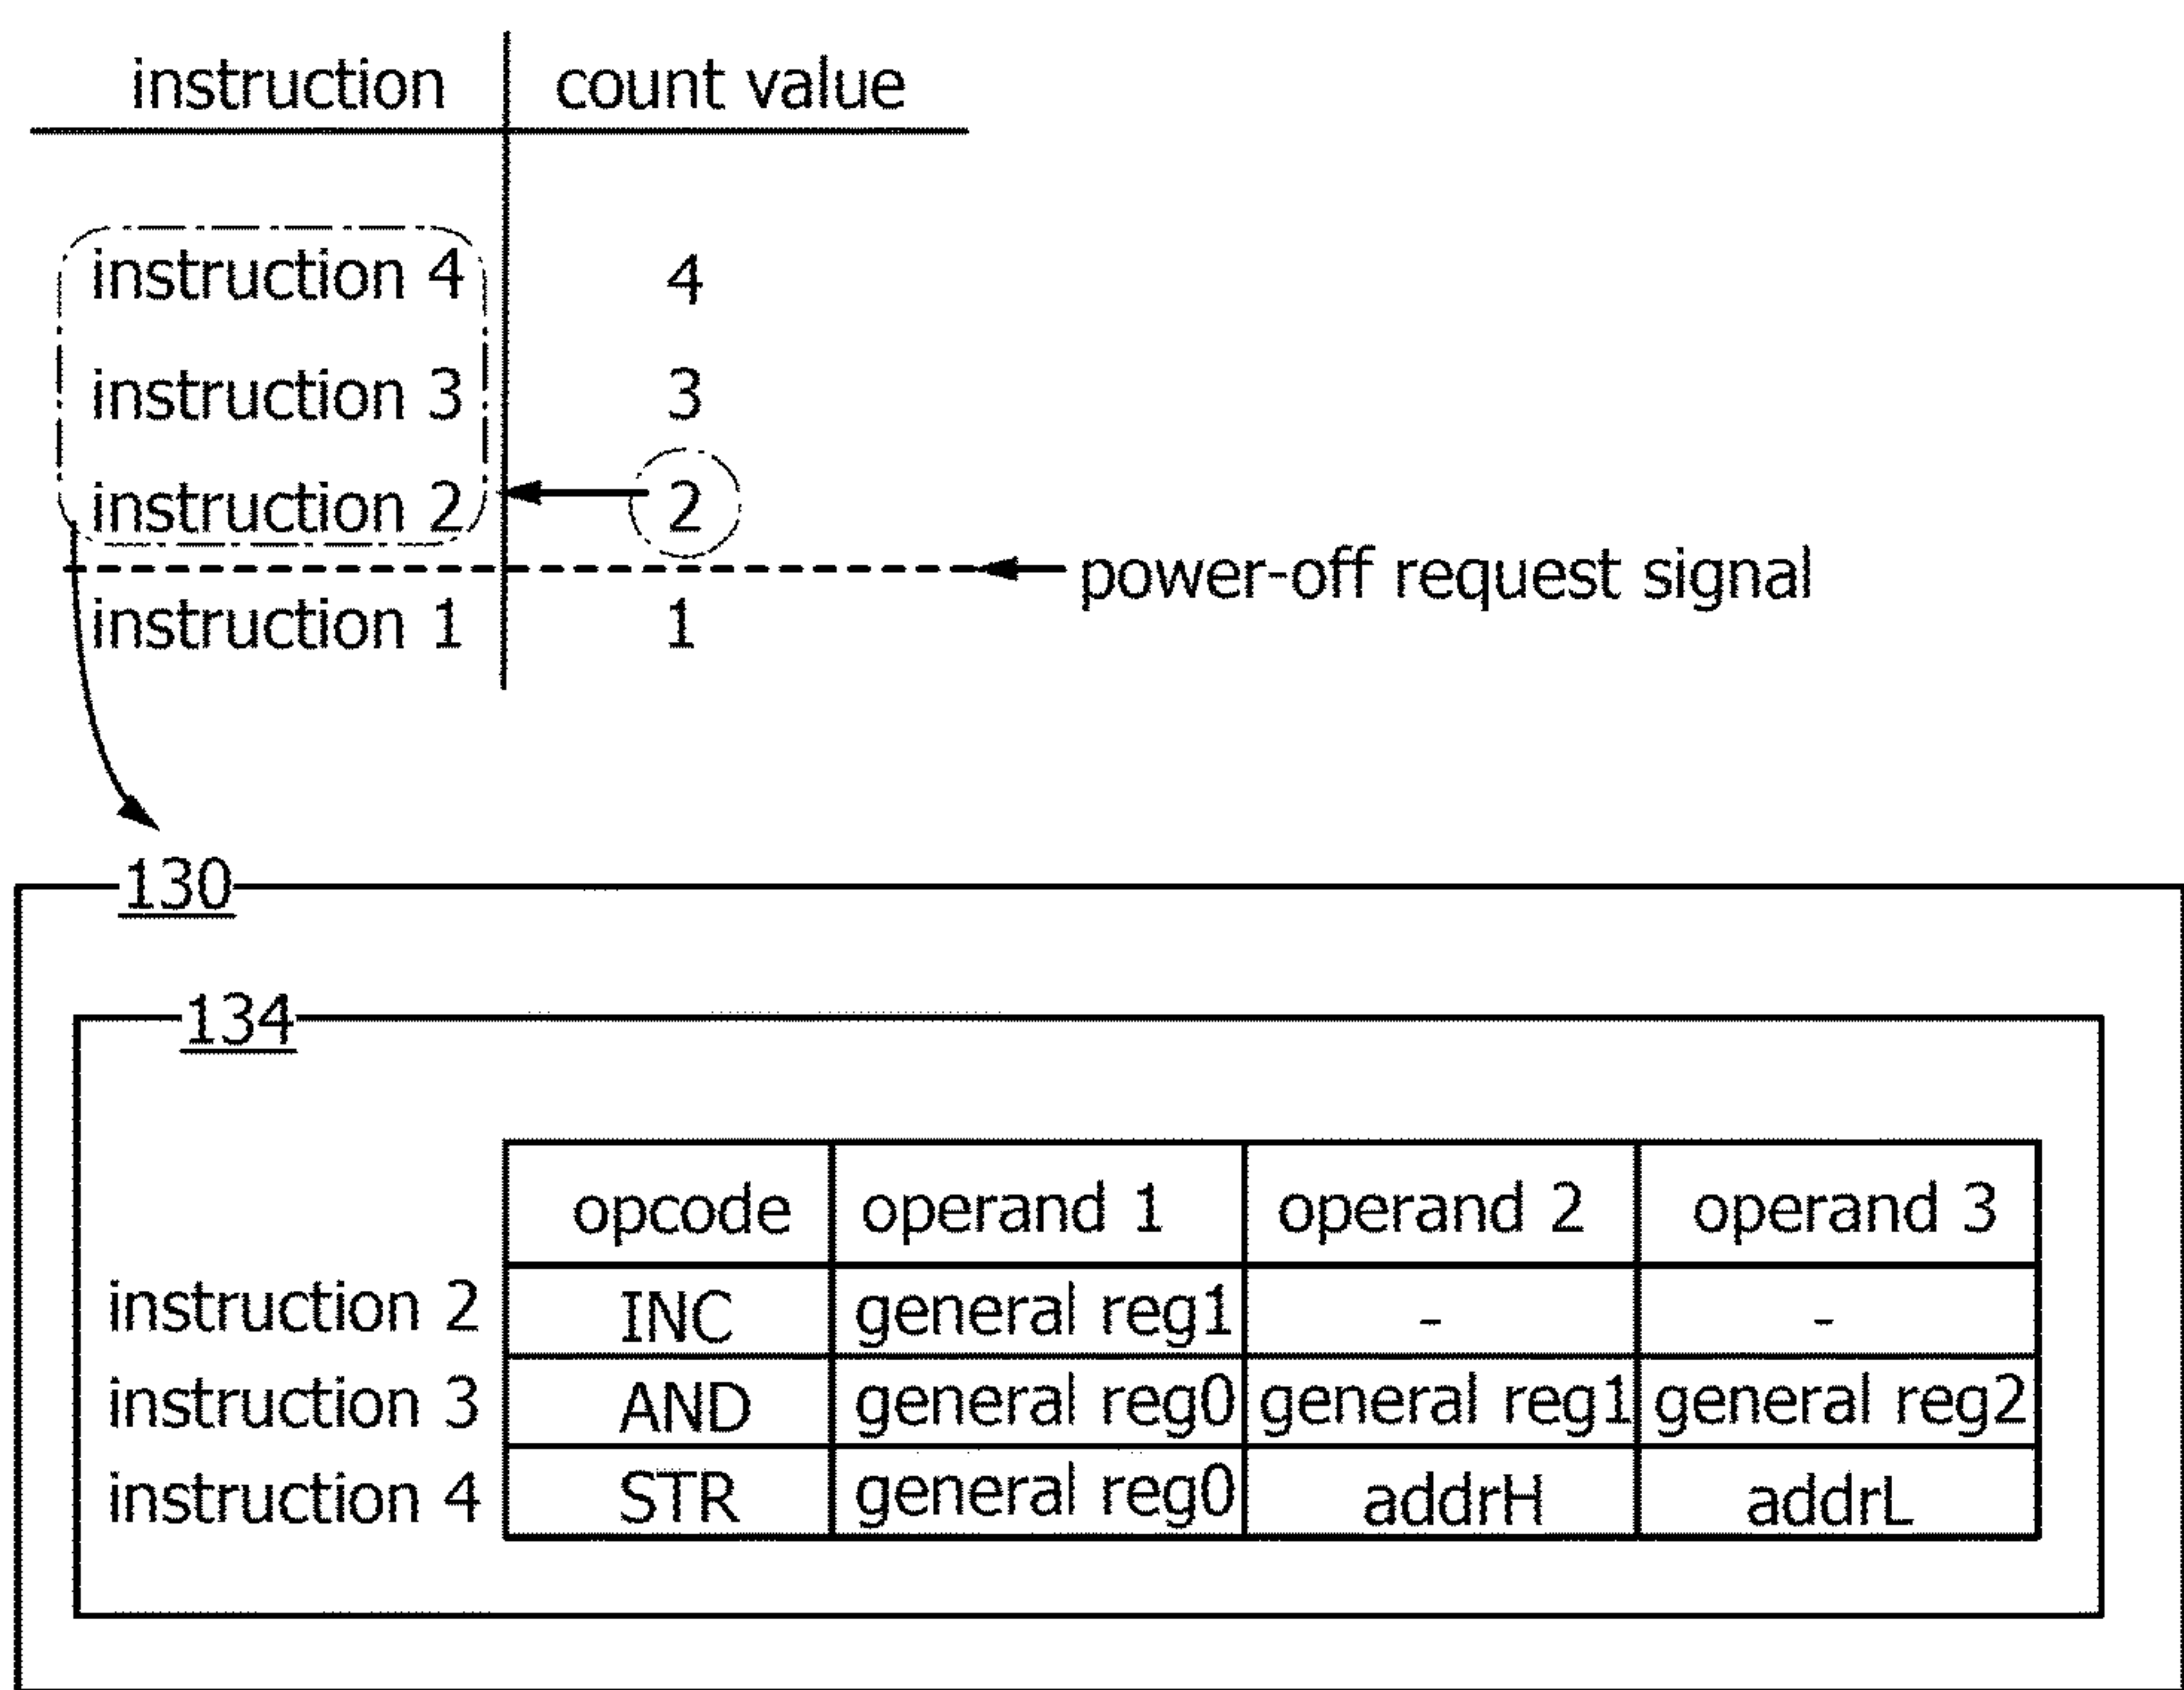 instruction count value
instruction 4 4
instruction 3 3
instruction 2 2
power-off request signal
instruction 1 1
130
134
opcode operand 1 operand 2 operand 3
instruction 2 INC general reg1 - -
instruction 3 AND general reg0 general reg1 general reg2
instruction 4 STR general reg0 addrH addrL